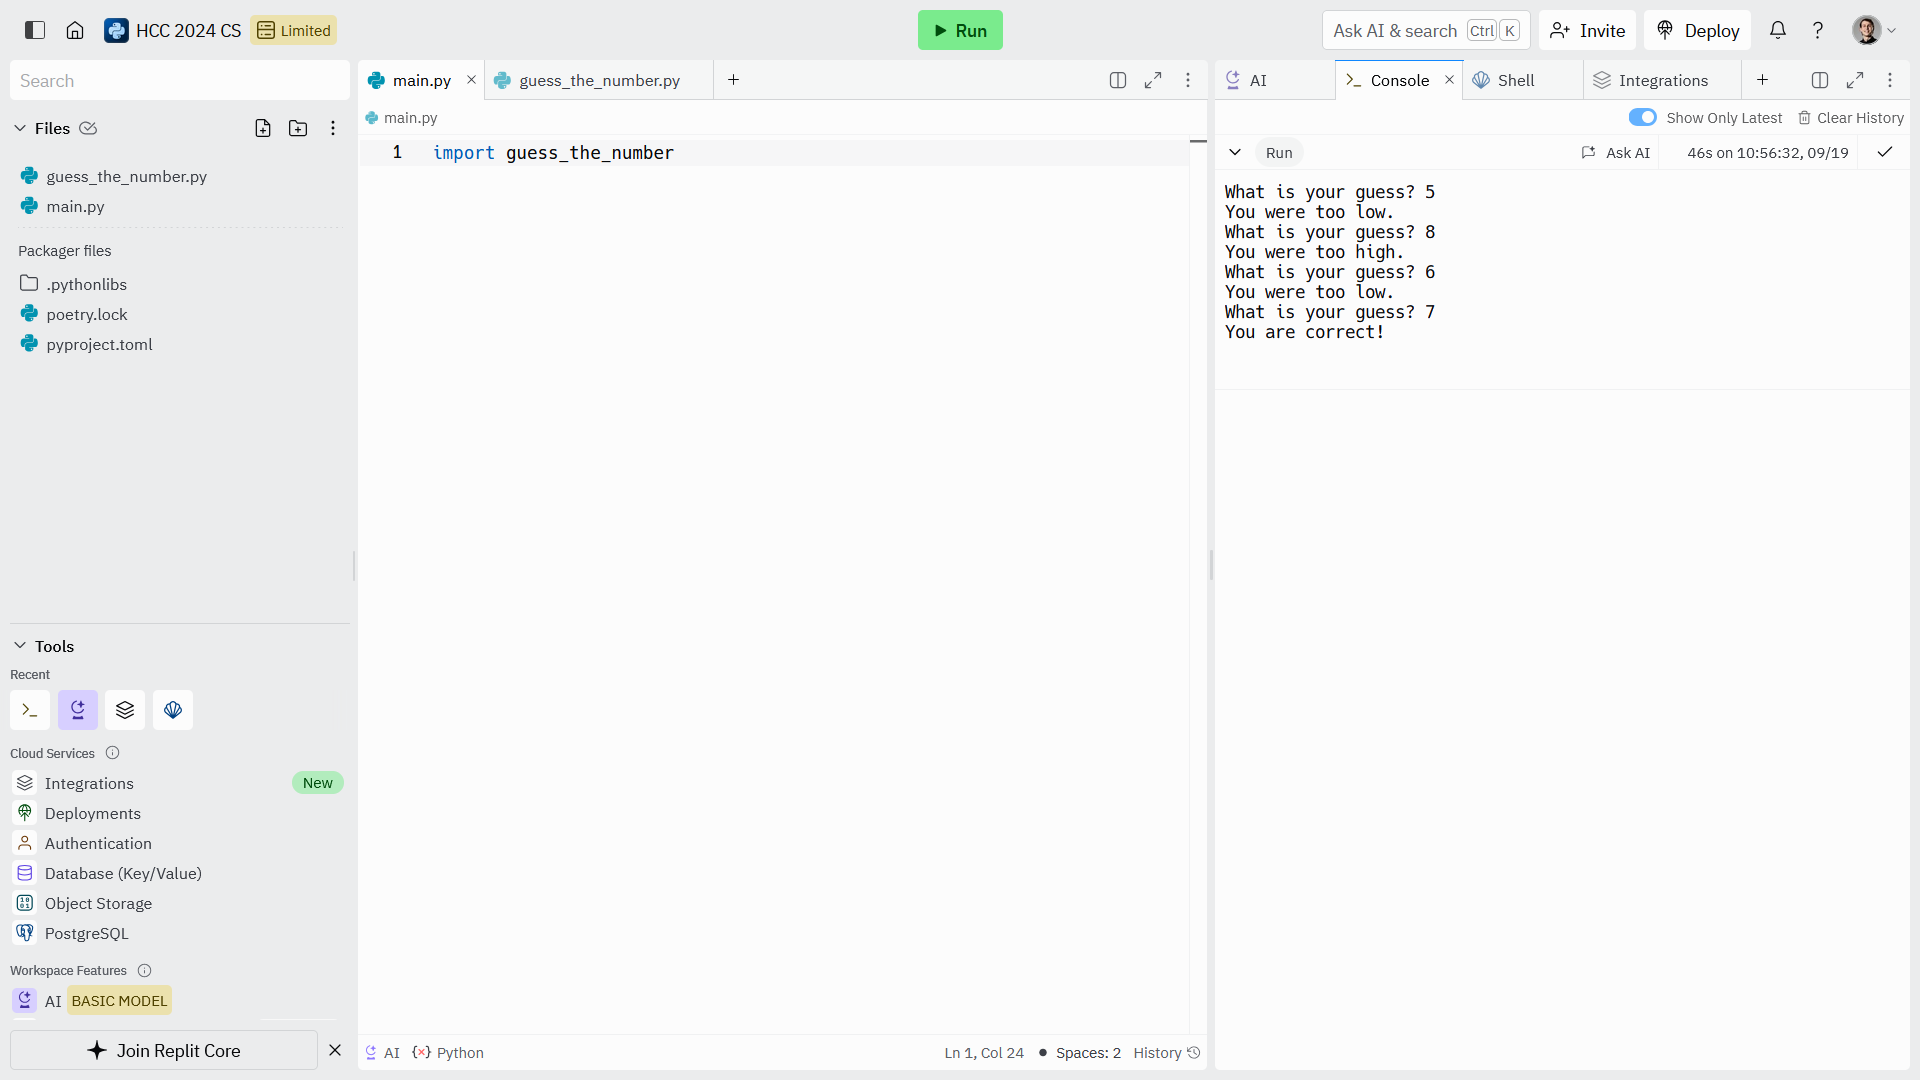 HCC 2024 CS Limited
Run
Ask AI & search Ctrl K
Invite
Deploy
Search
Files
guess_the_number.py
main.py
Packager files
.pythonlibs
poetry.lock
pyproject.toml
Tools
Recent
Cloud Services
Integrations New
Deployments
Authentication
Database (Key/Value)
Object Storage
PostgreSQL
Workspace Features
AI BASIC MODEL
Join Replit Core
main.py guess_the_number.py
main.py
1 import guess_the_number
AI Python Ln 1, Col 24 Spaces: 2 History
AI Console Shell Integrations
Show Only Latest Clear History
Run Ask AI 46s on 10:56:32, 09/19
What is your guess? 5
You were too low.
What is your guess? 8
You were too high.
What is your guess? 6
You were too low.
What is your guess? 7
You are correct!